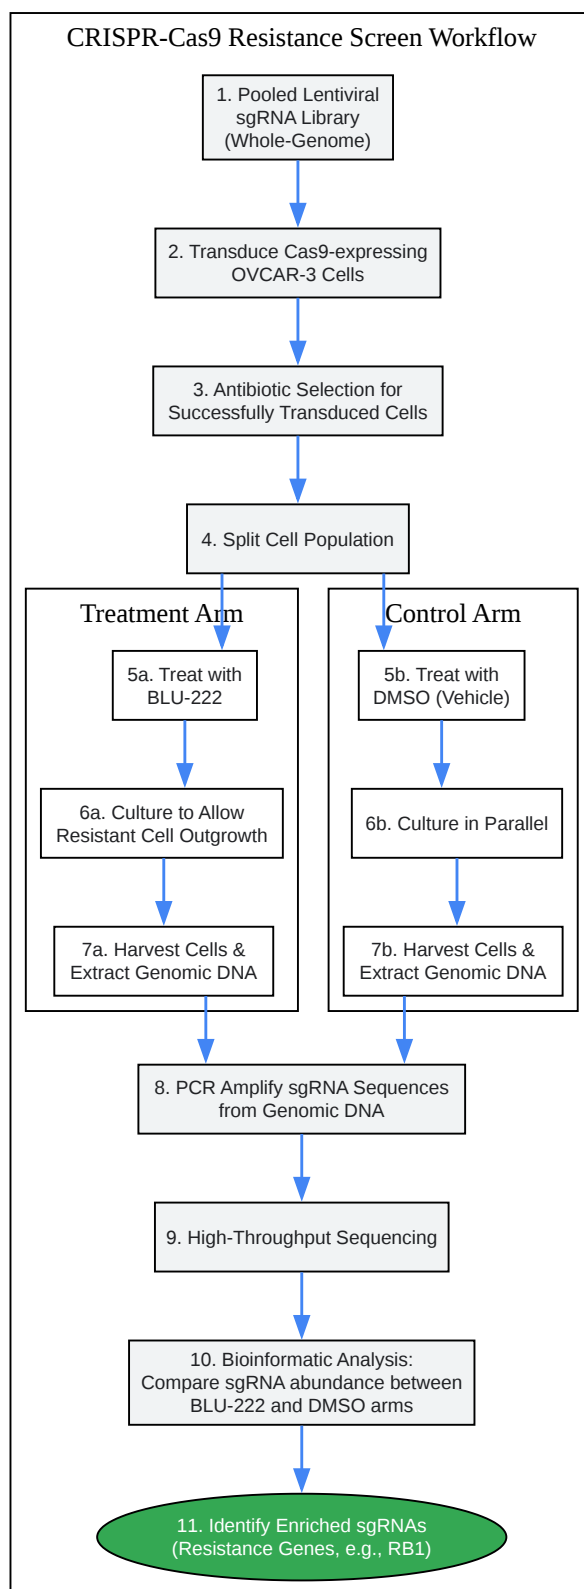 CRISPR-Cas9 Resistance Screen Workflow
1. Pooled Lentiviral
sgRNA Library
(Whole-Genome)
2. Transduce Cas9-expressing
OVCAR-3 Cells
3. Antibiotic Selection for
Successfully Transduced Cells
4. Split Cell Population
Treatment Arm
5a. Treat with
BLU-222
6a. Culture to Allow
Resistant Cell Outgrowth
7a. Harvest Cells &
Extract Genomic DNA
Control Arm
5b. Treat with
DMSO (Vehicle)
6b. Culture in Parallel
7b. Harvest Cells &
Extract Genomic DNA
8. PCR Amplify sgRNA Sequences
from Genomic DNA
9. High-Throughput Sequencing
10. Bioinformatic Analysis:
Compare sgRNA abundance between
BLU-222 and DMSO arms
11. Identify Enriched sgRNAs
(Resistance Genes, e.g., RB1)